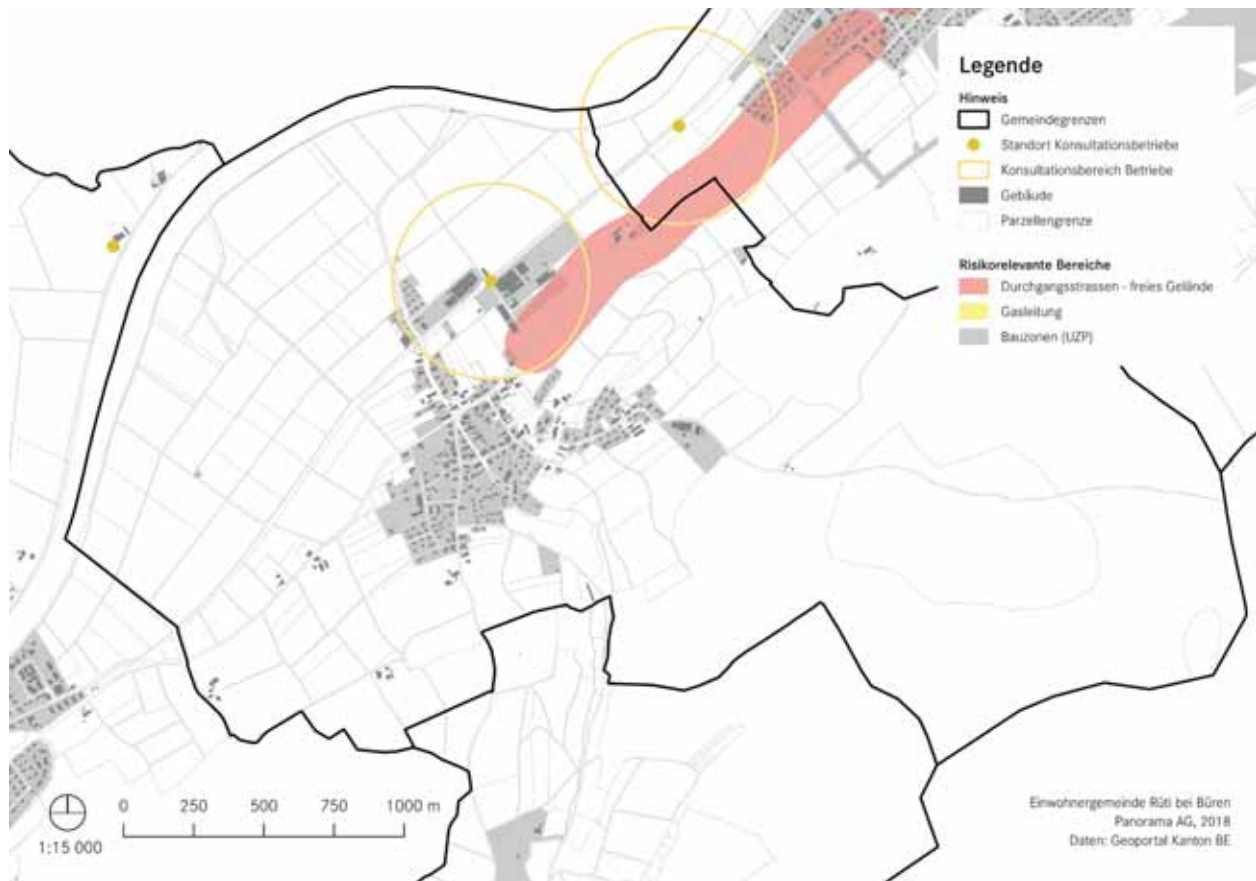 Legende
Hinweis
Gemeindegrenzen
Standort Konsultationsbetriebe
Konsultationsbereich Betriebe
Gebäude
Parzellengrenze
Risikorelevante Bereiche
Durchgangsstrassen - freies Gelände
Gasleitung
Bauzonen (UZP)
0 250 500 750 1000 m
1:15 000
Einwohnergemeinde Rüti bei Büren
Panorama AG, 2018
Daten: Geoportal Kanton BE